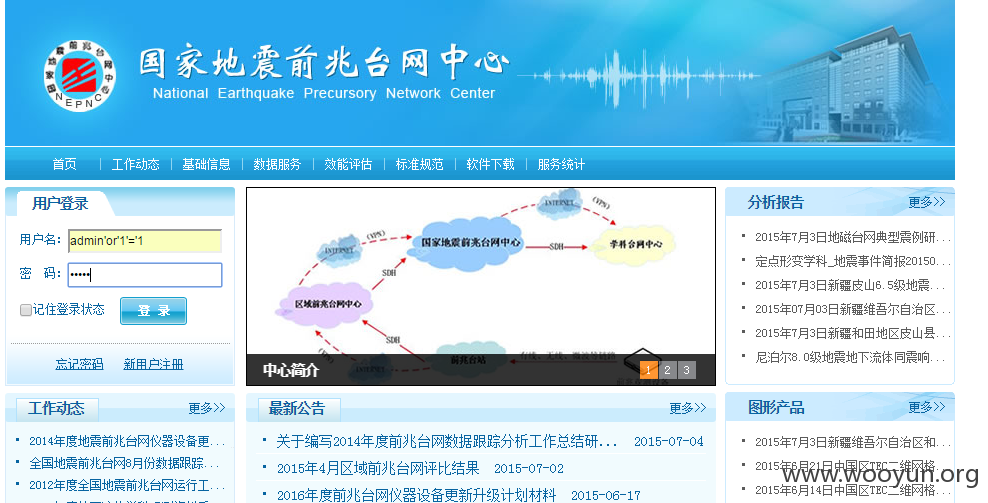 国家地震前兆台网中心
National Earthquake Precursory Network Center
NEPNC
首页 | 工作动态 | 基础信息 | 数据服务 | 效能评估 | 标准规范 | 软件下载 | 服务统计
用户登录
用户名： admin'or'1'='1
密 码： •••••
记住登录状态 登 录
忘记密码 新用户注册
INTERNET
(VPN)
INTERNET
(VPN)
国家地震前兆台网中心
SDH
学科台网中心
SDH
区域前兆台网中心
SDH
前兆台站
中心简介
1 2 3
分析报告 更多>>
2015年7月3日地磁台网典型震例研...
定点形变学科_地震事件简报20150...
2015年7月3日新疆皮山6.5级地震...
2015年07月03日新疆维吾尔自治区...
2015年7月3日新疆和田地区皮山县...
尼泊尔8.0级地震地下流体同震响...
工作动态 更多>>
2014年度地震前兆台网仪器设备更...
全国地震前兆台网8月份数据跟踪...
2012年度全国地震前兆台网运行工...
最新公告 更多>>
关于编写2014年度前兆台网数据跟踪分析工作总结研... 2015-07-04
2015年4月区域前兆台网评比结果 2015-07-02
2016年度前兆台网仪器设备更新升级计划材料 2015-06-17
图形产品 更多>>
2015年7月3日新疆维吾尔自治区和...
2015年6月21日中国区TEC二维网格...
2015年6月14日中国区TEC二维网格...
www.wooyun.org